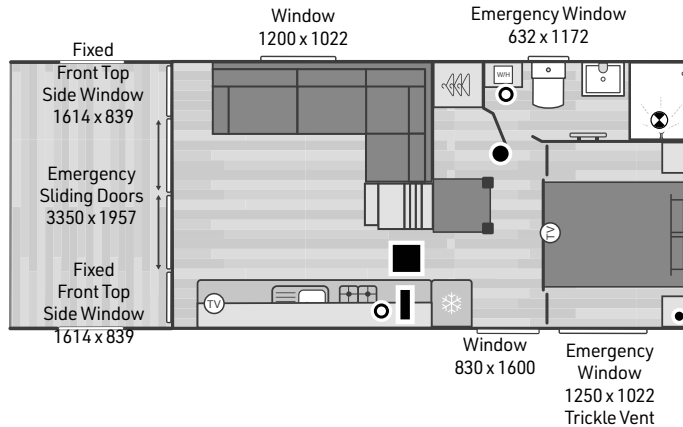 Window
1200 x 1022
Emergency Window
632 x 1172
Fixed
Front Top
Side Window
1614 x 839
W/H
Emergency
Sliding Doors
3350 x 1957
TV
Fixed
Front Top
Side Window
1614 x 839
TV
Window
830 x 1600
Emergency
Window
1250 x 1022
Trickle Vent